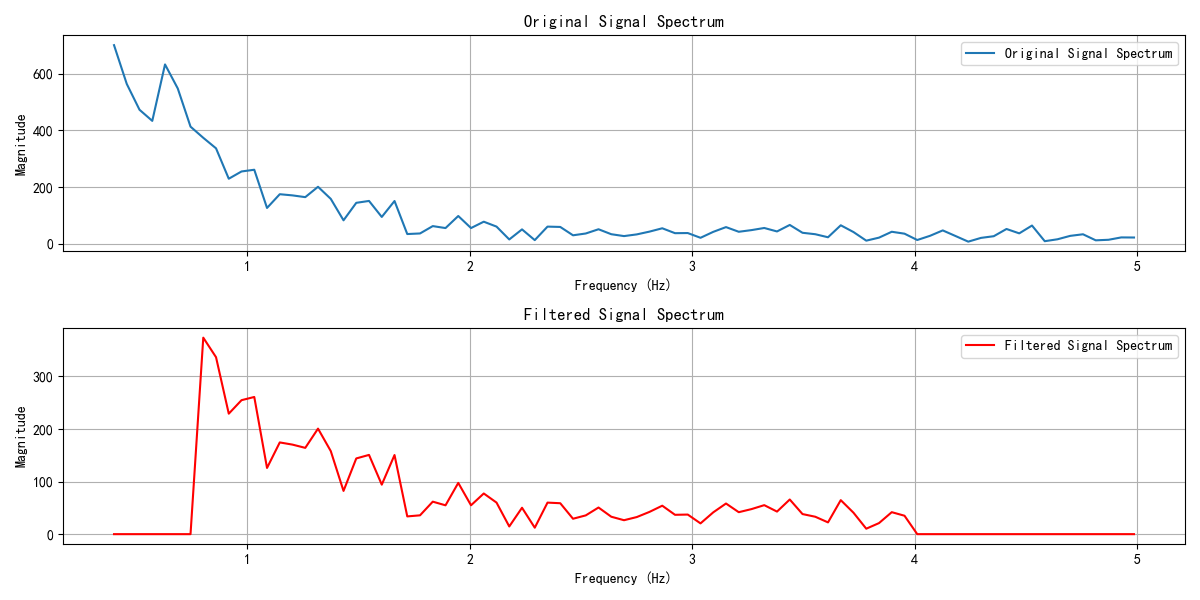 Original Signal Spectrum
Original Signal Spectrum
Magnitude
600
400
200
0
1 2 3 4 5
Frequency (Hz)
Filtered Signal Spectrum
Filtered Signal Spectrum
Magnitude
300
200
100
0
1 2 3 4 5
Frequency (Hz)